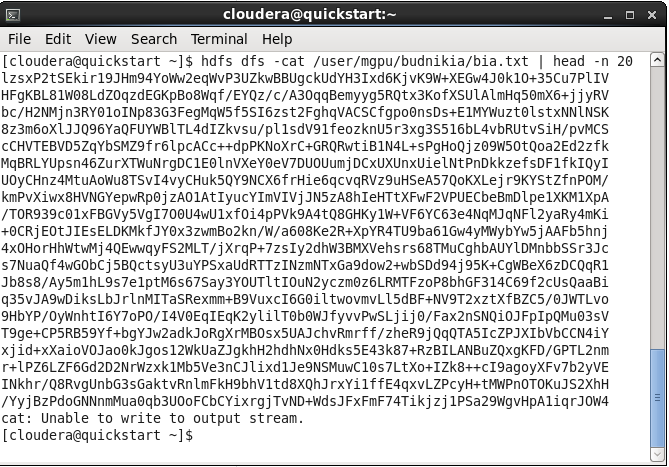 cloudera@quickstart:~
File Edit View Search Terminal Help
[cloudera@quickstart ~]$ hdfs dfs -cat /user/mgpu/budnikia/bia.txt | head -n 20
lzsxP2tSEkir19JHm94YoWw2eqWvP3UZkwBBUgckUdYH3Ixd6KjvK9W+XEGw4J0k1O+35Cu7PlIV
HFgKBL81W08LdZOqzdEGKpBo8Wqf/EYQz/c/A3OqqBemyyg5RQtx3KofXSUlAlmHq50mX6+jjyRV
bc/H2NMjn3RY01oINp83G3FegMqW5f5SI6zst2FghqVACSCfgpo0nsDs+E1MYWuzt0lstxNNlNSK
8z3m6oXlJJQ96YaQFUYWBlTL4dIZkvsu/pl1sdV91feozknU5r3xg3S516bL4vbRUtvSiH/pvMCS
cCHVTEBVD5ZqYbSMZ9fr6lpcACc++dpPKNoXrC+GRQRwtiB1N4L+sPgHoQjz09W5OtQoa2Ed2zfk
MqBRLYUpsn46ZurXTWuNrgDC1E0lnVXeY0eV7DUOUumjDCxUXUnxUielNtPnDkkzefsDF1fkIQyI
UOyCHnz4MtuAoWu8TSvI4vyCHuk5QY9NCX6frHie6qcvqRVz9uHSeA57QoKXLejr9KYStZfnPOM/
kmPvXiwx8HVNGYepwRp0jzAO1AtIyucYImVIVjJN5zA8hIeHTtXFwF2VPUECbeBmDlpe1XKM1XpA
/TOR939c01xFBGVy5VgI7O0U4wU1xfOi4pPVk9A4tQ8GHKy1W+VF6YC63e4NqMJqNFl2yaRy4mKi
+0CRjEOtJIEsELDKMkfJY0x3zwmBo2kn/W/a608Ke2R+XpYR4TU9ba61Gw4yMWybYw5jAAFb5hnj
4xOHorHhWtwMj4QEwwqyFS2MLT/jXrqP+7zsIy2dhW3BMXVehsrs68TMuCghbAUYlDMnbbSSr3Jc
s7NuaQf4wGObCj5BQctsyU3uYPSxaUdRTTzINzmNTxGa9dow2+wbSDd94j95K+CgWBeX6zDCQqR1
Jb8s8/Ay5m1hL9s7e1ptM6s67Say3YOUTltIOuN2yczm0z6LRMTFzoP8bhGF314C69f2cUsQaaBi
q35vJA9wDiksLbJrlnMITaSRexmm+B9VuxcI6G0iltwovmvLl5dBF+NV9T2xztXfBZC5/0JWTLvo
9HbYP/OyWnhtI6Y7oPO/I4V0EqIEqK2ylilT0b0WJfyvvPwSLjij0/Fax2nSNQiOJFpIpQMu03sV
T9ge+CP5RB59Yf+bgYJw2adkJoRgXrMBOsx5UAJchvRmrff/zheR9jQqQTA5IcZPJXIbVbCCN4iY
xjid+xXaioVOJao0kJgos12WkUaZJgkhH2hdhNx0Hdks5E43k87+RzBILANBuZQxgKFD/GPTL2nm
r+lPZ6LZF6Gd2D2NrWzxk1Mb5Ve3nCJlixd1Je9NSMuwC10s7LtXo+IZk8++cI9agoyXFv7b2yVE
INkhr/Q8RvgUnbG3sGaktvRnlmFkH9bhV1td8XQhJrxYi1ffE4qxvLZPcyH+tMWPnOTOKuJS2XhH
/YyjBzPdoGNNnmMua0qb3UOoFCbCYixrgjTvND+WdsJFxFmF74Tikjzj1PSa29WgvHpA1iqrJOW4
cat: Unable to write to output stream.
[cloudera@quickstart ~]$